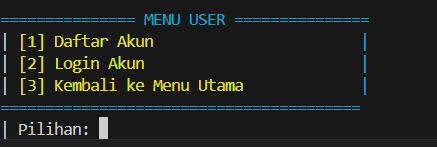 =============== MENU USER ===============
| [1] Daftar Akun                       |
| [2] Login Akun                        |
| [3] Kembali ke Menu Utama             |
========================================
| Pilihan: